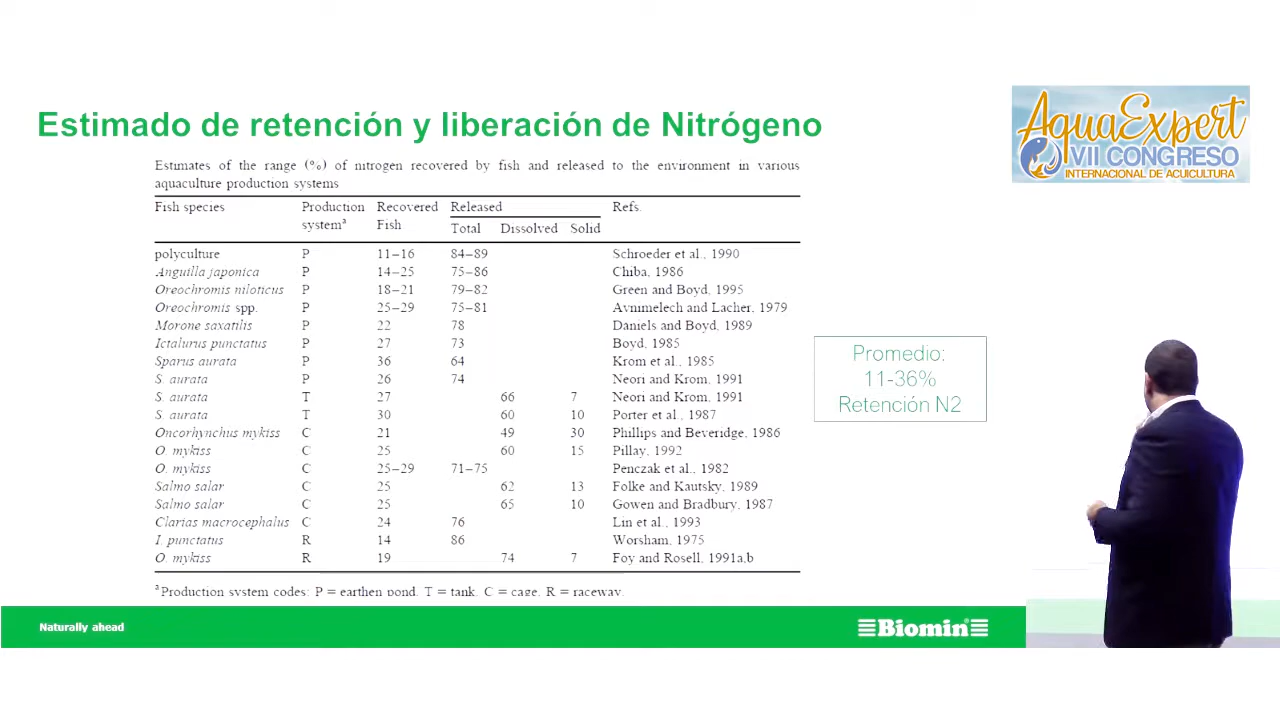 Estimado de retención y liberación de Nitrógeno
AquaExpert
VII CONGRESO
INTERNACIONAL DE ACUICULTURA
Estimates of the range (%) of nitrogen recovered by fish and released to the environment in various
aquaculture production systems
Fish species Production Recovered Released Refs.
systemᵃ Fish Total Dissolved Solid
polyculture P 11–16 84–89 Schroeder et al., 1990
Anguilla japonica P 14–25 75–86 Chiba, 1986
Oreochromis niloticus P 18–21 79–82 Green and Boyd, 1995
Oreochromis spp. P 25–29 75–81 Avnimelech and Lacher, 1979
Morone saxatilis P 22 78 Daniels and Boyd, 1989
Ictalurus punctatus P 27 73 Boyd, 1985
Sparus aurata P 36 64 Krom et al., 1985
S. aurata P 26 74 Neori and Krom, 1991
S. aurata T 27 66 7 Neori and Krom, 1991
S. aurata T 30 60 10 Porter et al., 1987
Oncorhynchus mykiss C 21 49 30 Phillips and Beveridge, 1986
O. mykiss C 25 60 15 Pillay, 1992
O. mykiss C 25–29 71–75 Penczak et al., 1982
Salmo salar C 25 62 13 Folke and Kautsky, 1989
Salmo salar C 25 65 10 Gowen and Bradbury, 1987
Clarias macrocephalus C 24 76 Lin et al., 1993
I. punctatus R 14 86 Worsham, 1975
O. mykiss R 19 74 7 Foy and Rosell, 1991a,b
ᵃProduction system codes: P = earthen pond, T = tank, C = cage, R = raceway.
Promedio:
11-36%
Retención N2
Naturally ahead
Biomin®